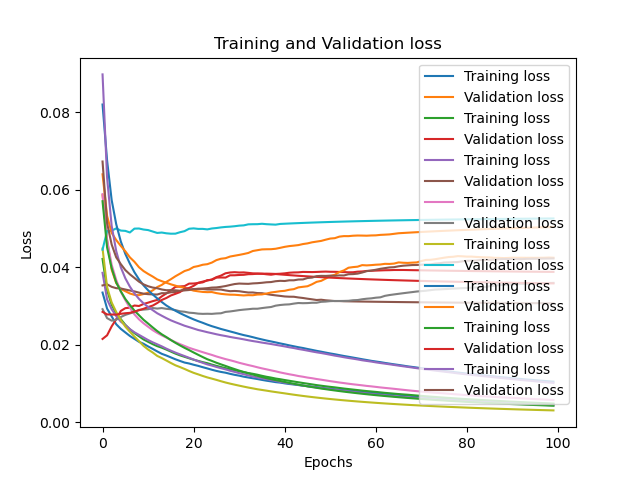 Training and Validation loss
Training loss
Validation loss
Training loss
Validation loss
Training loss
Validation loss
Training loss
Validation loss
Training loss
Validation loss
Training loss
Validation loss
Training loss
Validation loss
Training loss
Validation loss
Loss
0.08
0.06
0.04
0.02
0.00
0
20
40
60
80
100
Epochs